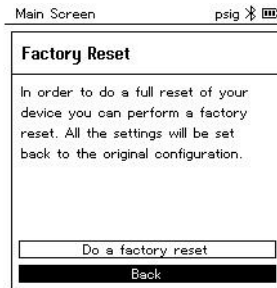 Main Screen psig
Factory Reset
In order to do a full reset of your
device you can perform a factory
reset. All the settings will be set
back to the original configuration.
Do a factory reset
Back